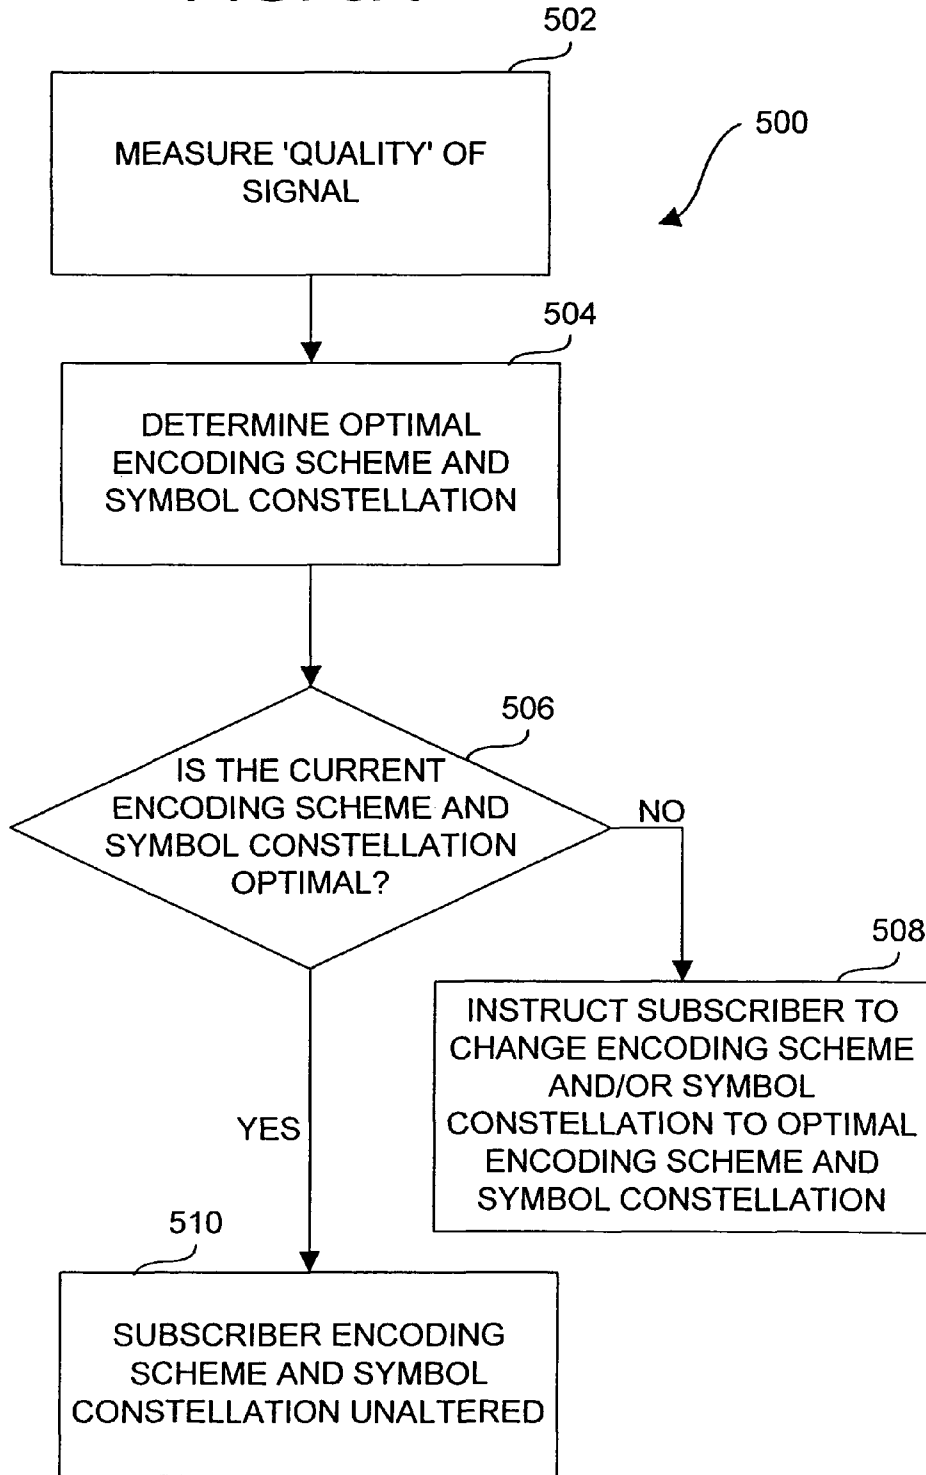 502
500
MEASURE 'QUALITY' OF
SIGNAL
504
DETERMINE OPTIMAL
ENCODING SCHEME AND
SYMBOL CONSTELLATION
506
IS THE CURRENT
ENCODING SCHEME AND
SYMBOL CONSTELLATION
OPTIMAL?
NO
508
INSTRUCT SUBSCRIBER TO
CHANGE ENCODING SCHEME
AND/OR SYMBOL
CONSTELLATION TO OPTIMAL
ENCODING SCHEME AND
SYMBOL CONSTELLATION
YES
510
SUBSCRIBER ENCODING
SCHEME AND SYMBOL
CONSTELLATION UNALTERED